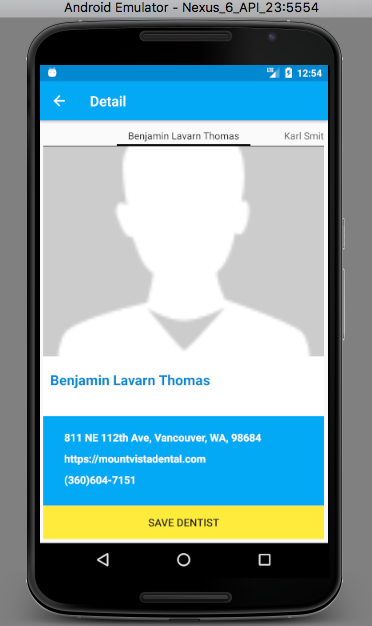 Android Emulator - Nexus_6_API_23:5554
LTE 12:54
Detail
Benjamin Lavarn Thomas Karl Smit
Benjamin Lavarn Thomas
811 NE 112th Ave, Vancouver, WA, 98684
https://mountvistadental.com
(360)604-7151
SAVE DENTIST